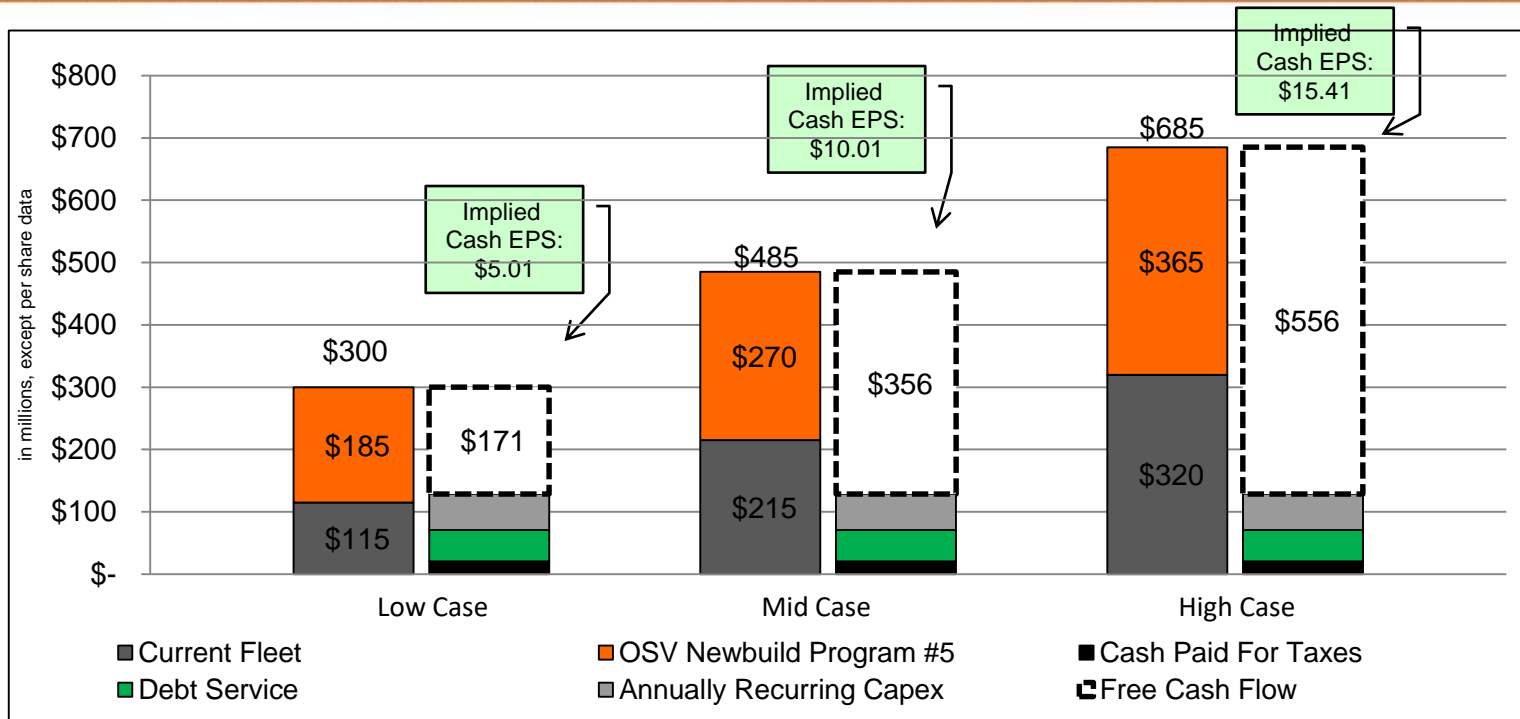 Implied
Cash EPS:
$15.41
Implied
Cash EPS:
$10.01
Implied
Cash EPS:
$5.01
in millions, except per share data
$800
$700
$600
$500
$400
$300
$200
$100
$-
$300
$185
$115
$171
$485
$270
$215
$356
$685
$365
$320
$556
Low Case
Mid Case
High Case
Current Fleet
OSV Newbuild Program #5
Cash Paid For Taxes
Debt Service
Annually Recurring Capex
Free Cash Flow